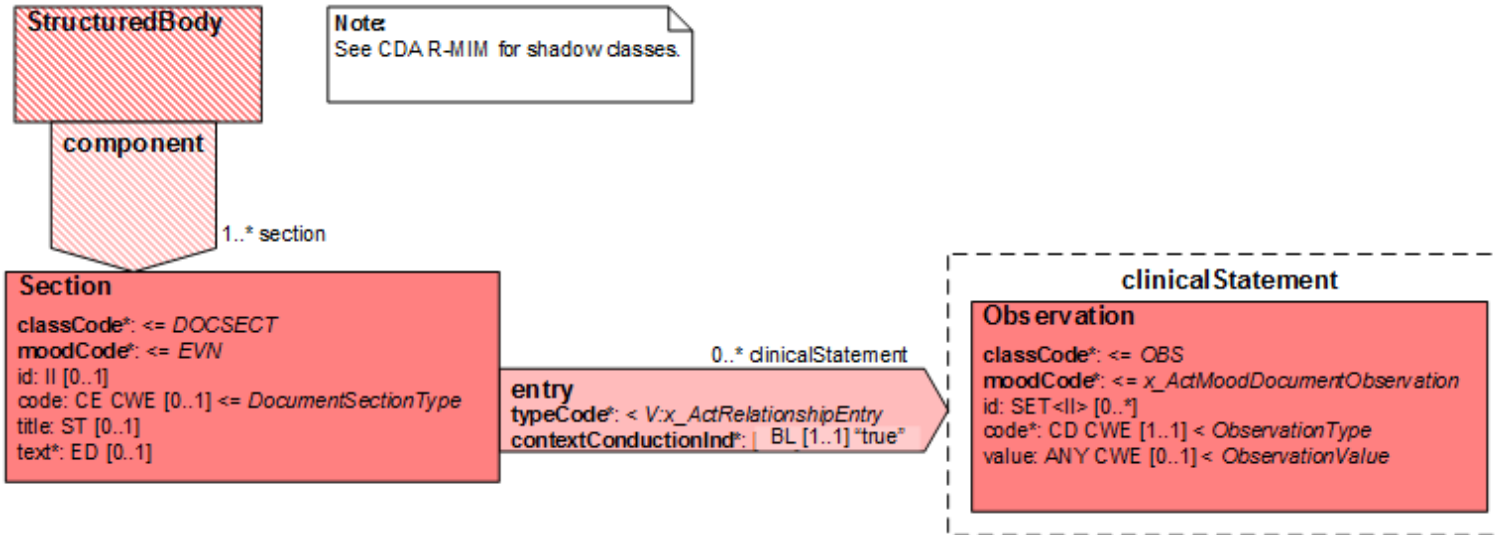 StructuredBody
Note:
See CDA R-MIM for shadow classes.
component
1..* section
Section
classCode*: <= DOCSECT
moodCode*: <= EVN
id: II [0..1]
code: CE CWE [0..1] <= DocumentSectionType
title: ST [0..1]
text*: ED [0..1]
0..* clinicalStatement
entry
typeCode*: < V:x_ActRelationshipEntry
contextConductionInd*: [ BL [1..1] “true”
clinicalStatement
Observation
classCode*: <= OBS
moodCode*: <= x_ActMoodDocumentObservation
id: SET<II> [0..*]
code*: CD CWE [1..1] < ObservationType
value: ANY CWE [0..1] < ObservationValue